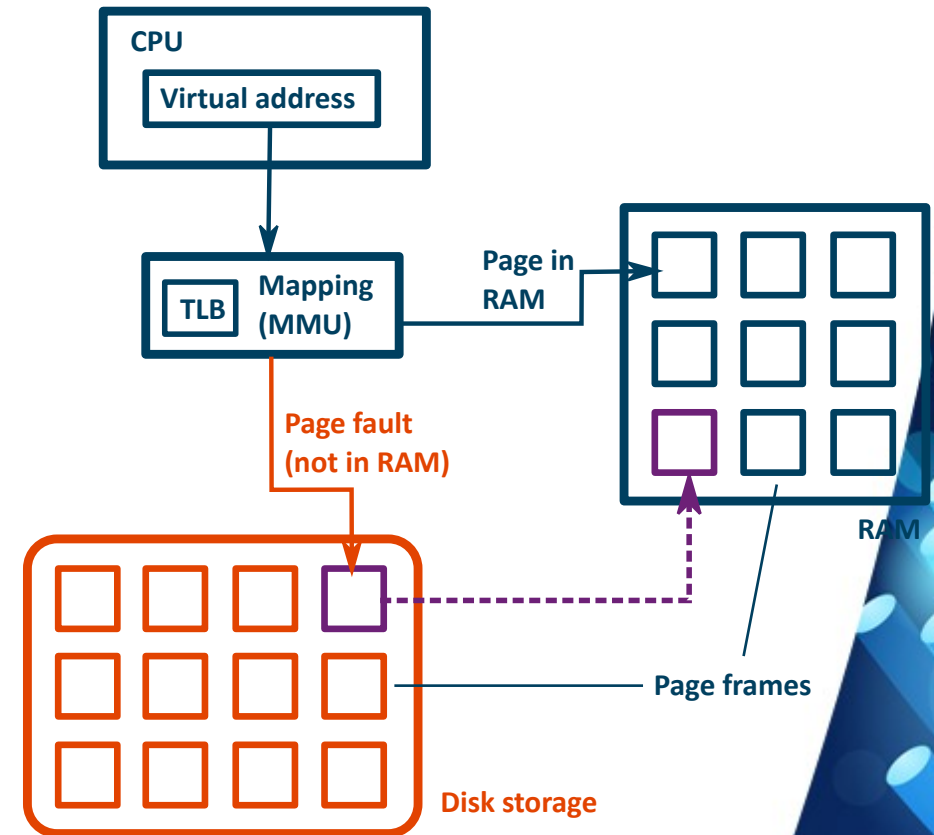 CPU
Virtual address
TLB
Mapping
(MMU)
Page in
RAM
Page fault
(not in RAM)
RAM
Page frames
Disk storage